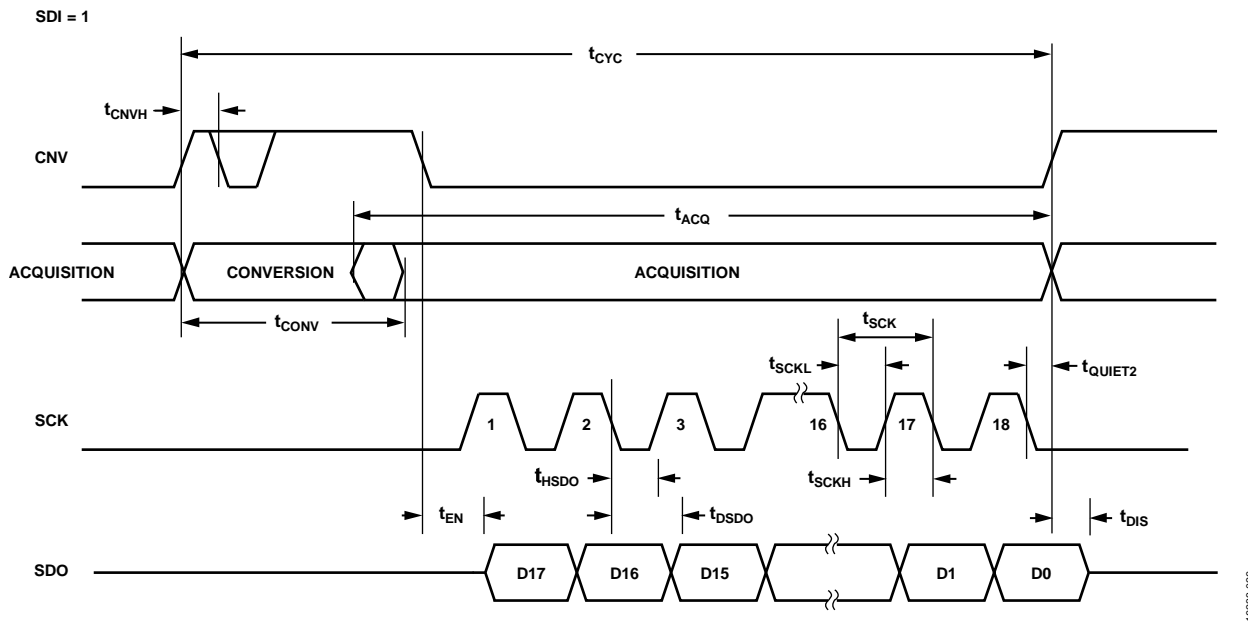 SDI = 1
tCYC
tCNVH
CNV
tACQ
ACQUISITION
CONVERSION
ACQUISITION
tCONV
tSCK
tSCKL
tQUIET2
SCK
1
2
3
16
17
18
tHSDO
tSCKH
tEN
tDSDO
tDIS
SDO
D17
D16
D15
D1
D0